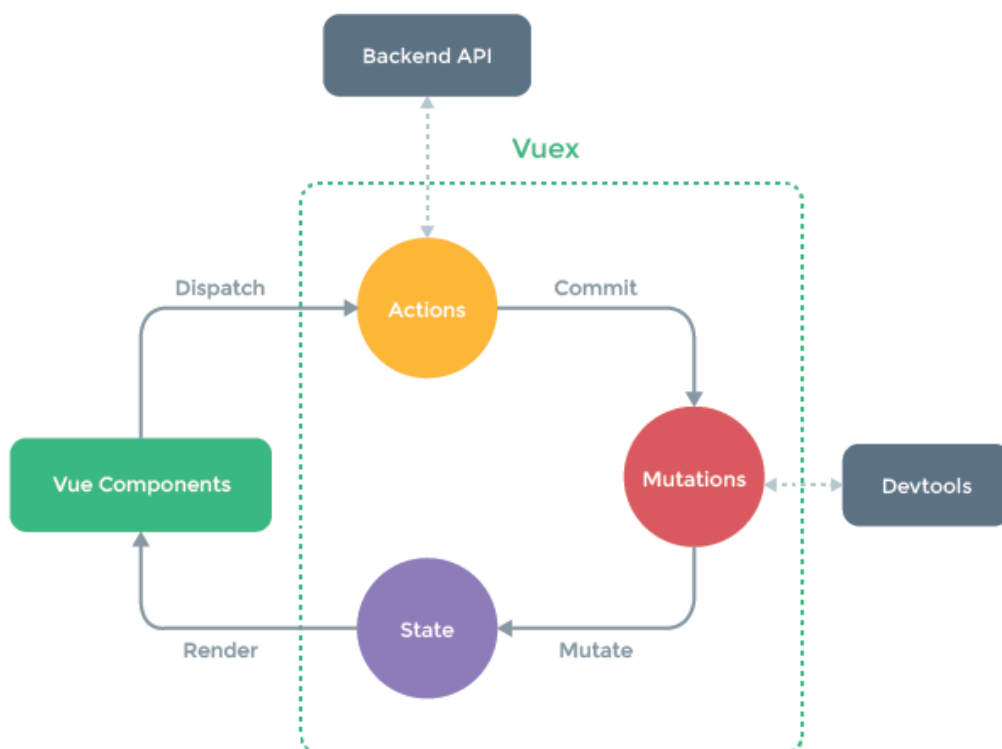 Backend API
Vuex
Dispatch
Commit
Actions
Vue Components
Mutations
Devtools
State
Render
Mutate